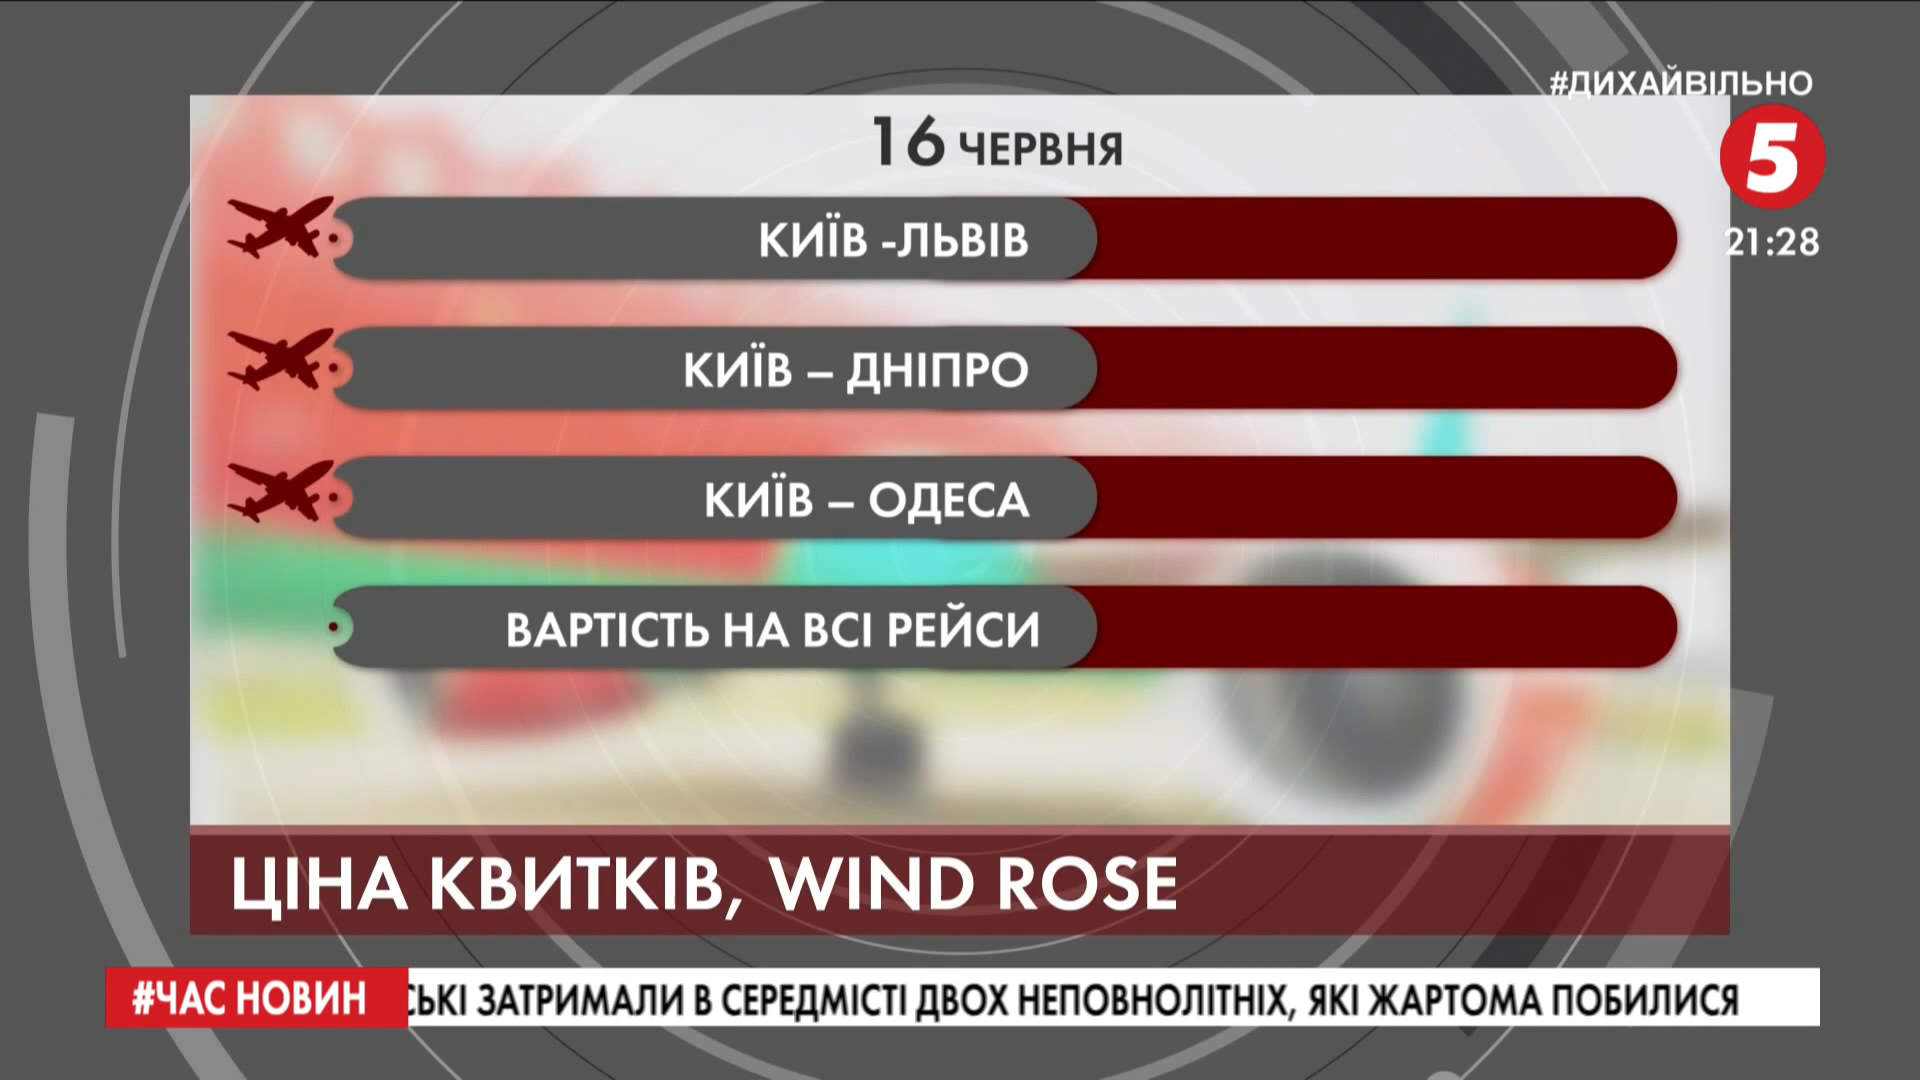 #ДИХАЙВІЛЬНО
5
21:28
16 ЧЕРВНЯ
КИЇВ -ЛЬВІВ
КИЇВ – ДНІПРО
КИЇВ – ОДЕСА
ВАРТІСТЬ НА ВСІ РЕЙСИ
ЦІНА КВИТКІВ, WIND ROSE
#ЧАС НОВИН
СЬКІ ЗАТРИМАЛИ В СЕРЕДМІСТІ ДВОХ НЕПОВНОЛІТНІХ, ЯКІ ЖАРТОМА ПОБИЛИСЯ